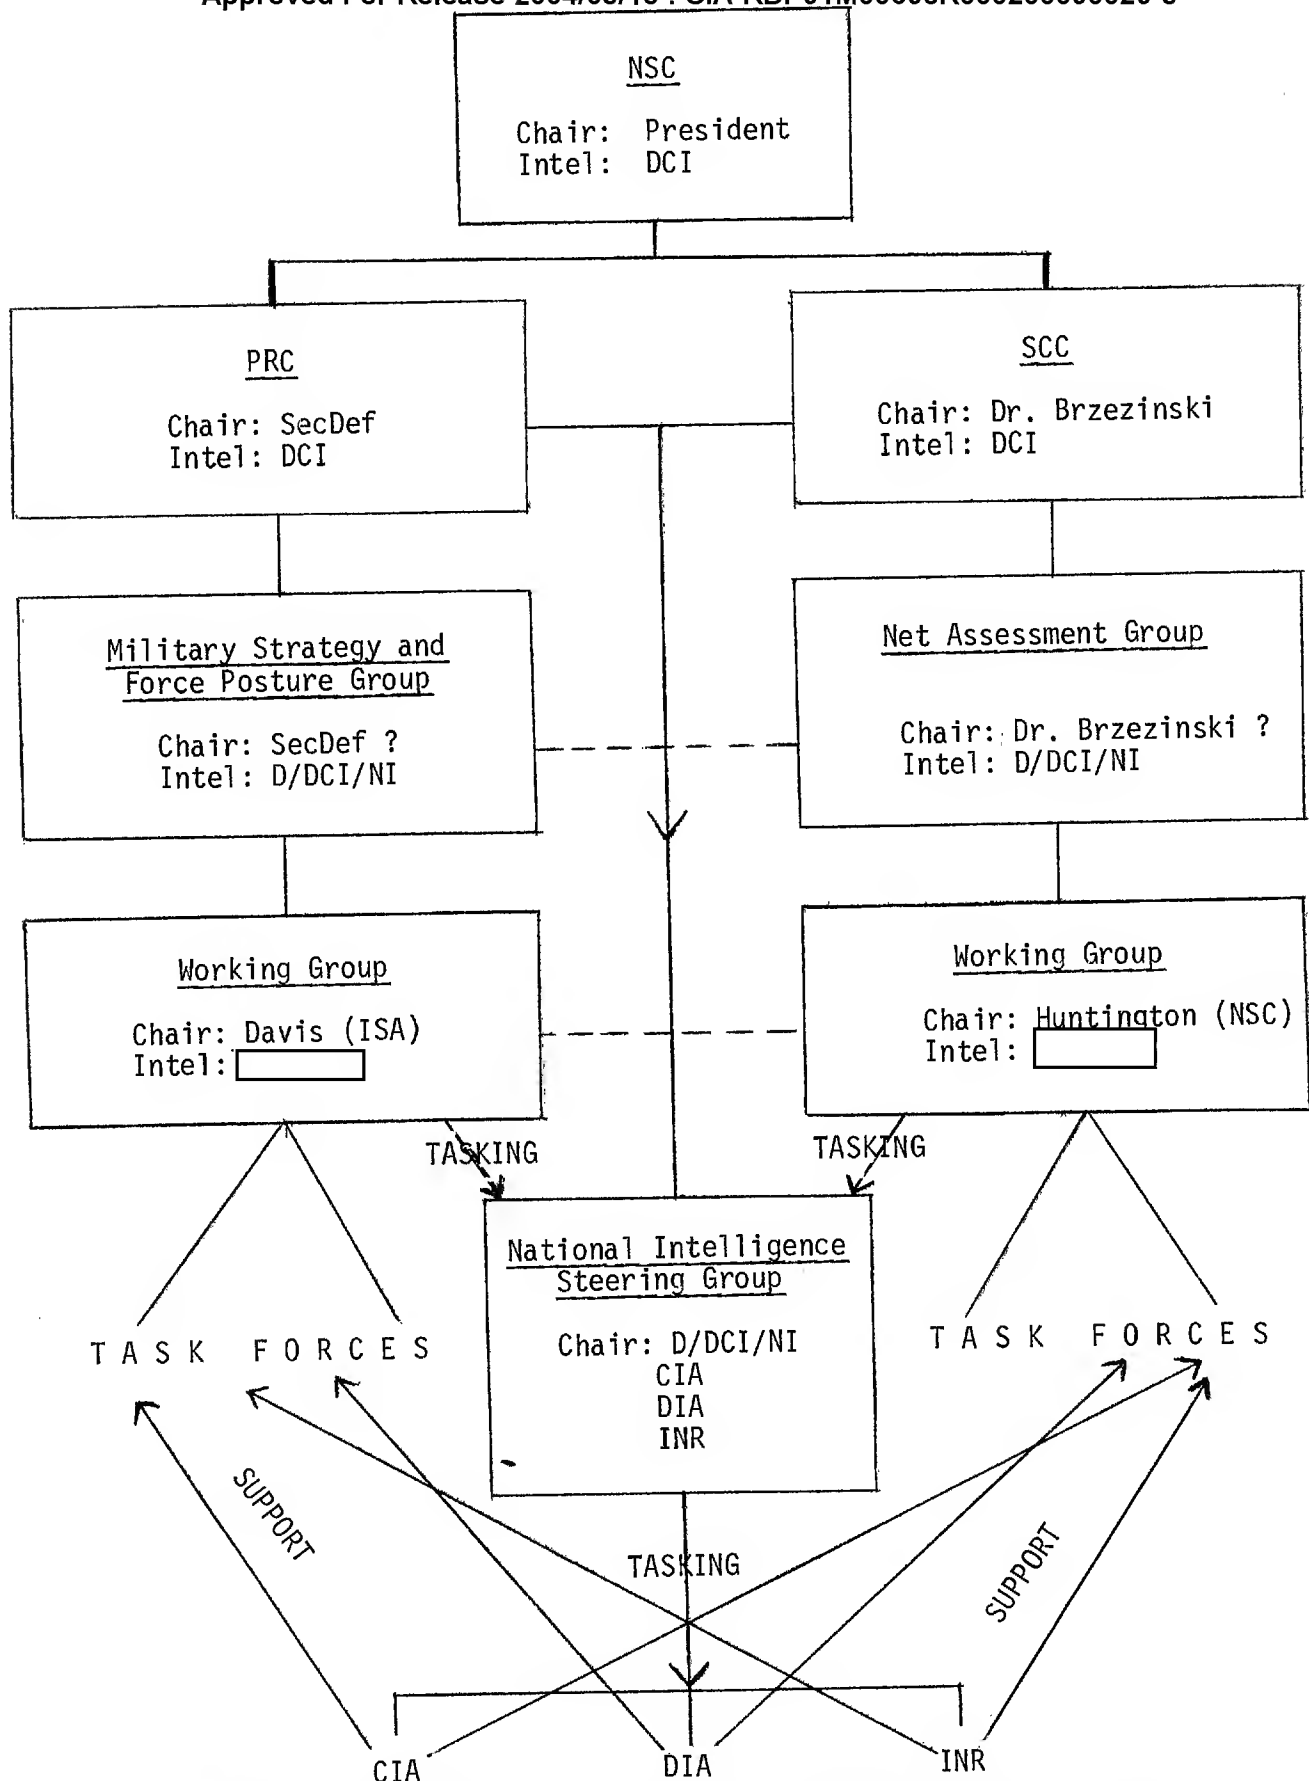 NSC
Chair: President
Intel: DCI
PRC
Chair: SecDef
Intel: DCI
SCC
Chair: Dr. Brzezinski
Intel: DCI
Military Strategy and
Force Posture Group
Chair: SecDef ?
Intel: D/DCI/NI
Net Assessment Group
Chair: Dr. Brzezinski ?
Intel: D/DCI/NI
Working Group
Chair: Davis (ISA)
Intel:
Working Group
Chair: Huntington (NSC)
Intel:
TASKING
TASKING
National Intelligence
Steering Group
Chair: D/DCI/NI
CIA
DIA
INR
TASK FORCES
TASK FORCES
SUPPORT
TASKING
SUPPORT
CIA
DIA
INR